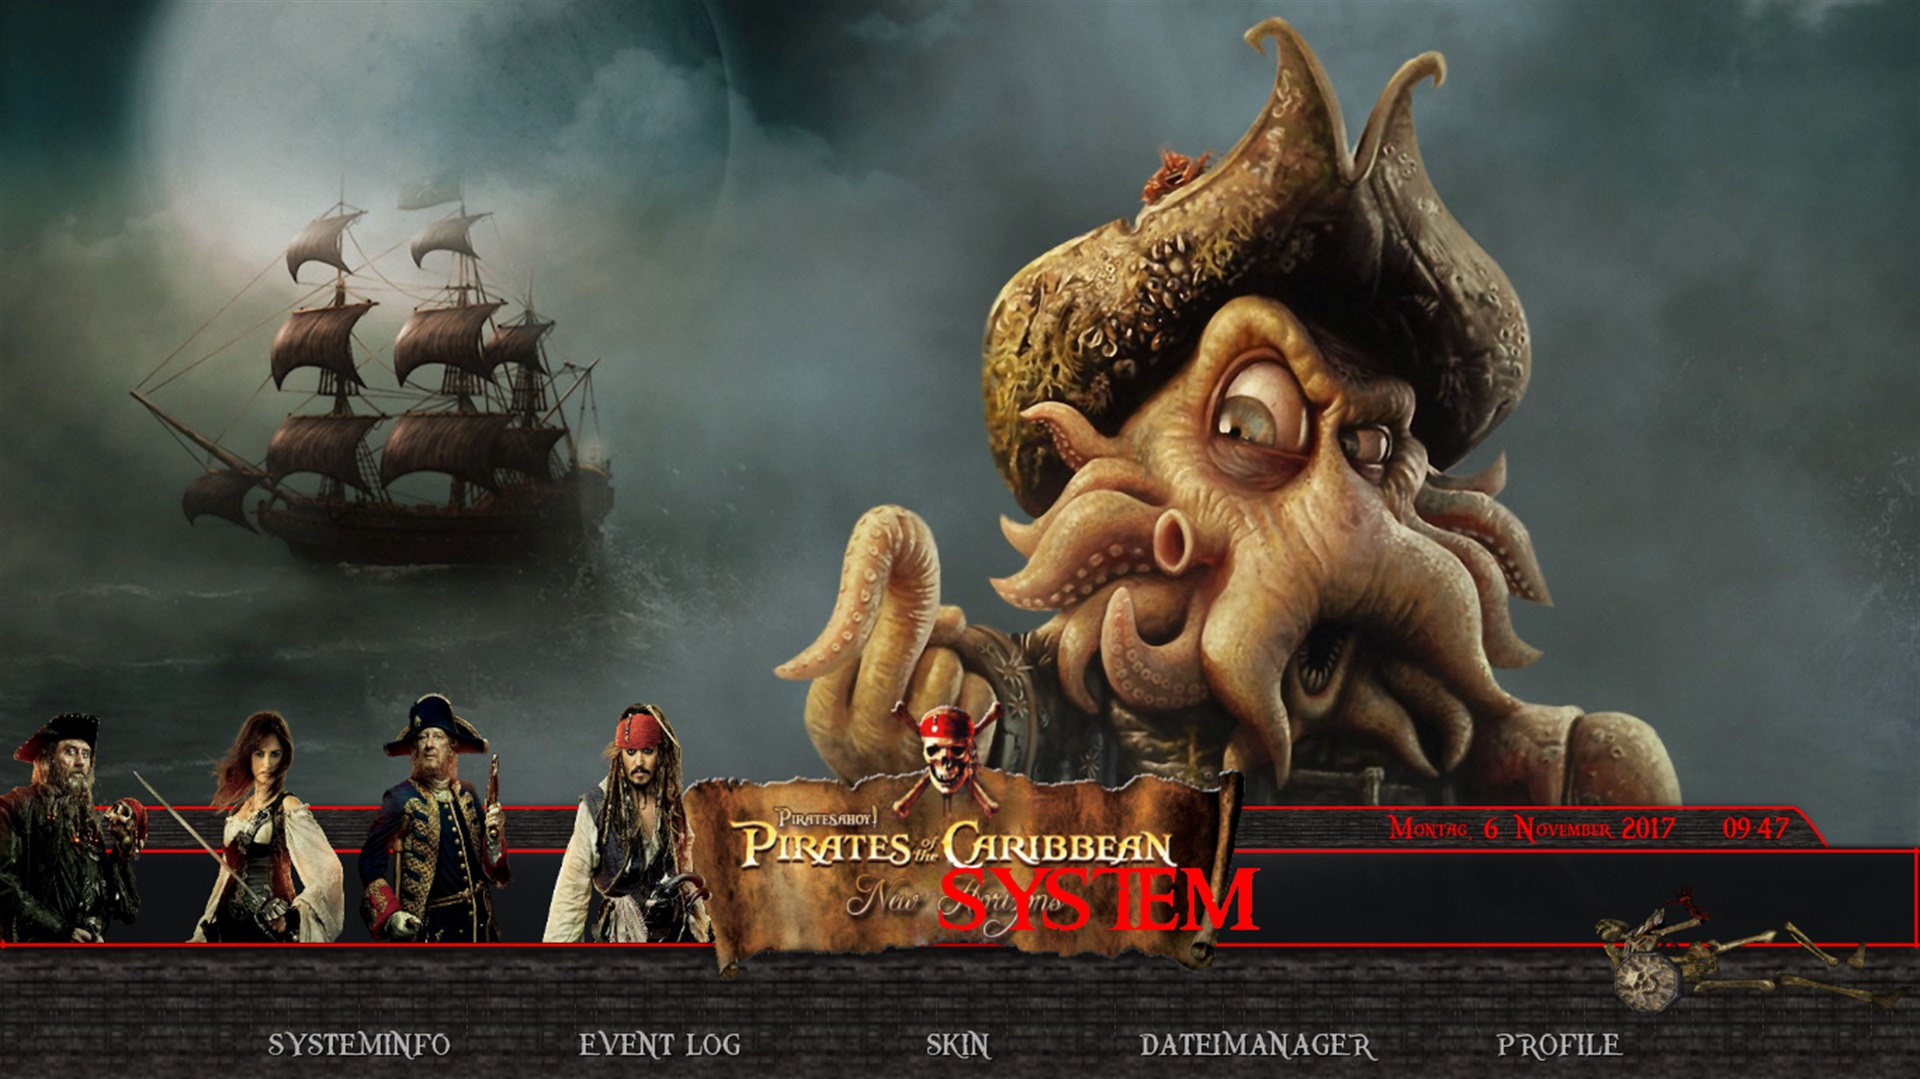 PIRATESAHOY!
PIRATES of the CARIBBEAN
New Horizons
SYSTEM
Montag, 6. November 2017 09:47
SYSTEMINFO
EVENT LOG
SKIN
DATEIMANAGER
PROFILE